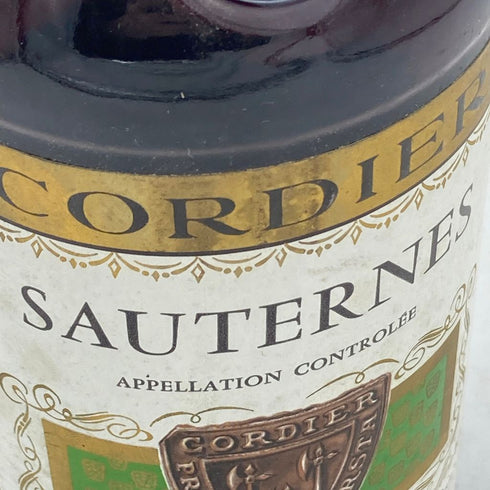 CORDIER
SAUTERNES
APPELLATION CONTROLÉE
CORDIER